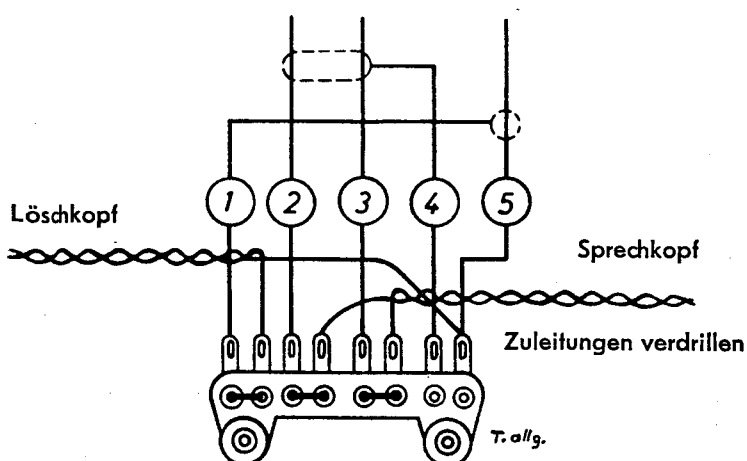 1 2 3 4 5
Löschkopf
Sprechkopf
Zuleitungen verdrillen
T. allg.